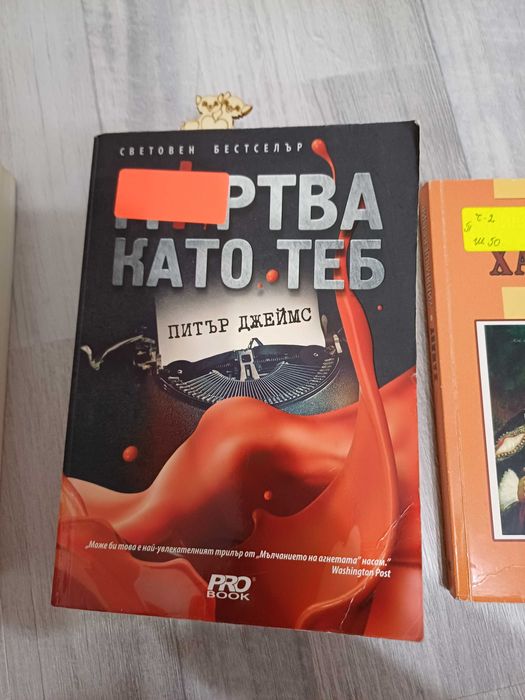 СВЕТОВЕН БЕСТСЕЛЪР
РТВА
КАТО ТЕБ
ПИТЪР ДЖЕЙМС
„Може би това е най-увлекателният трилър от „Мълчанието на агнетата“ насам.“
Washington Post
PRO®
BOOK
ХА